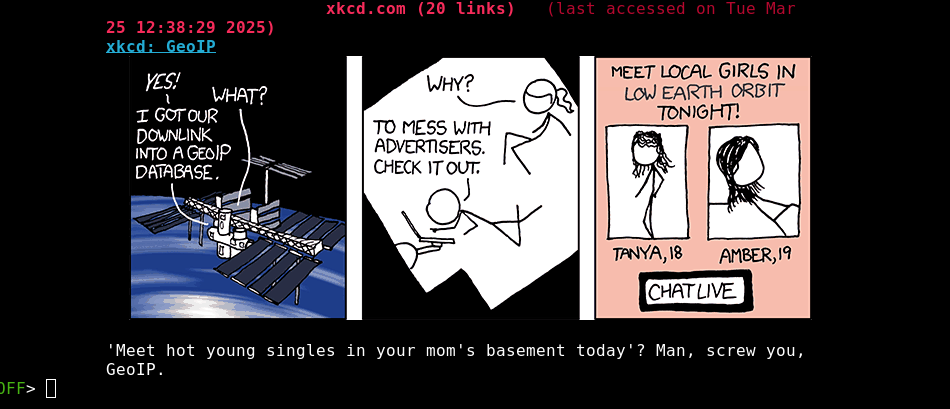 xkcd.com (20 links) (last accessed on Tue Mar
25 12:38:29 2025)
xkcd: GeoIP
YES!
I GOT OUR
DOWNLINK
INTO A GEOIP
DATABASE.
WHAT?
WHY?
TO MESS WITH
ADVERTISERS.
CHECK IT OUT.
MEET LOCAL GIRLS IN
LOW EARTH ORBIT
TONIGHT!
TANYA, 18
AMBER, 19
CHAT LIVE
'Meet hot young singles in your mom's basement today'? Man, screw you,
GeoIP.
OFF>